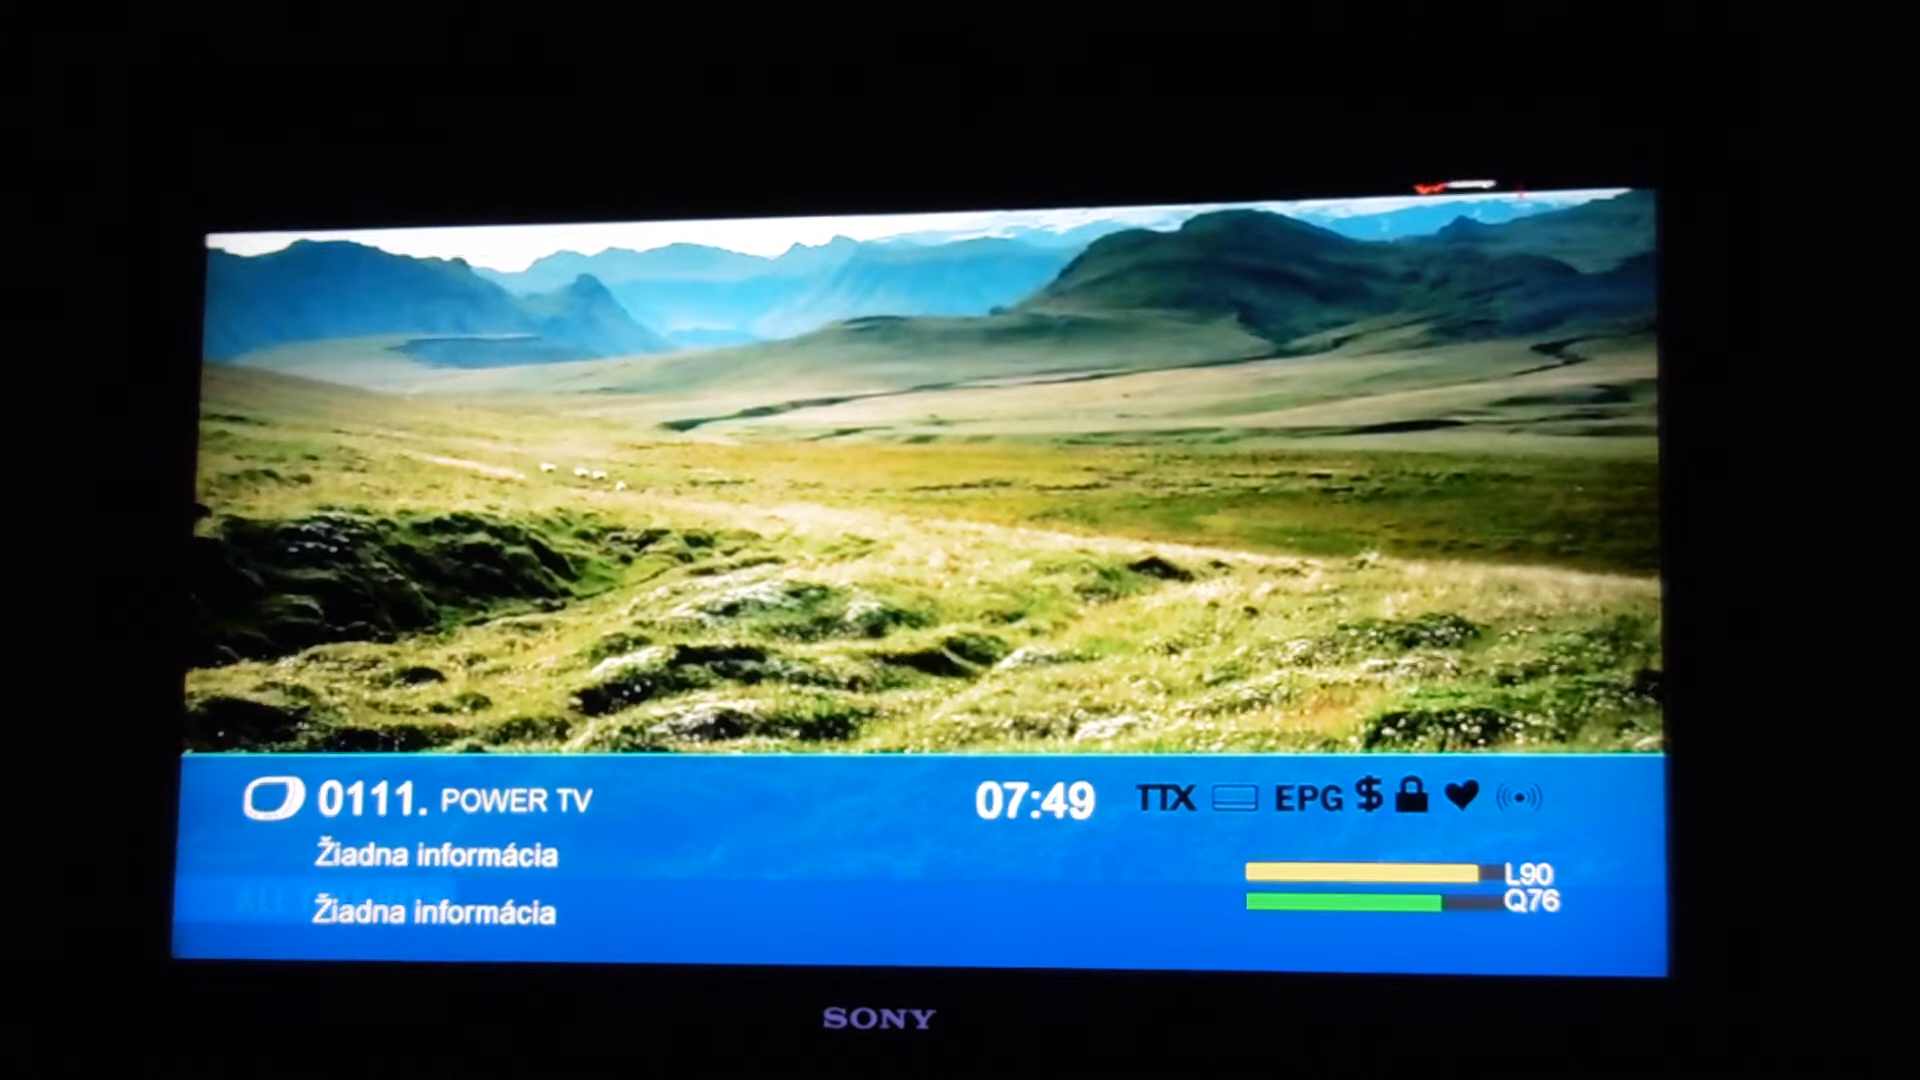 0111. POWER TV 07:49 TTX EPG $
Žiadna informácia
L90
Žiadna informácia
Q76
SONY